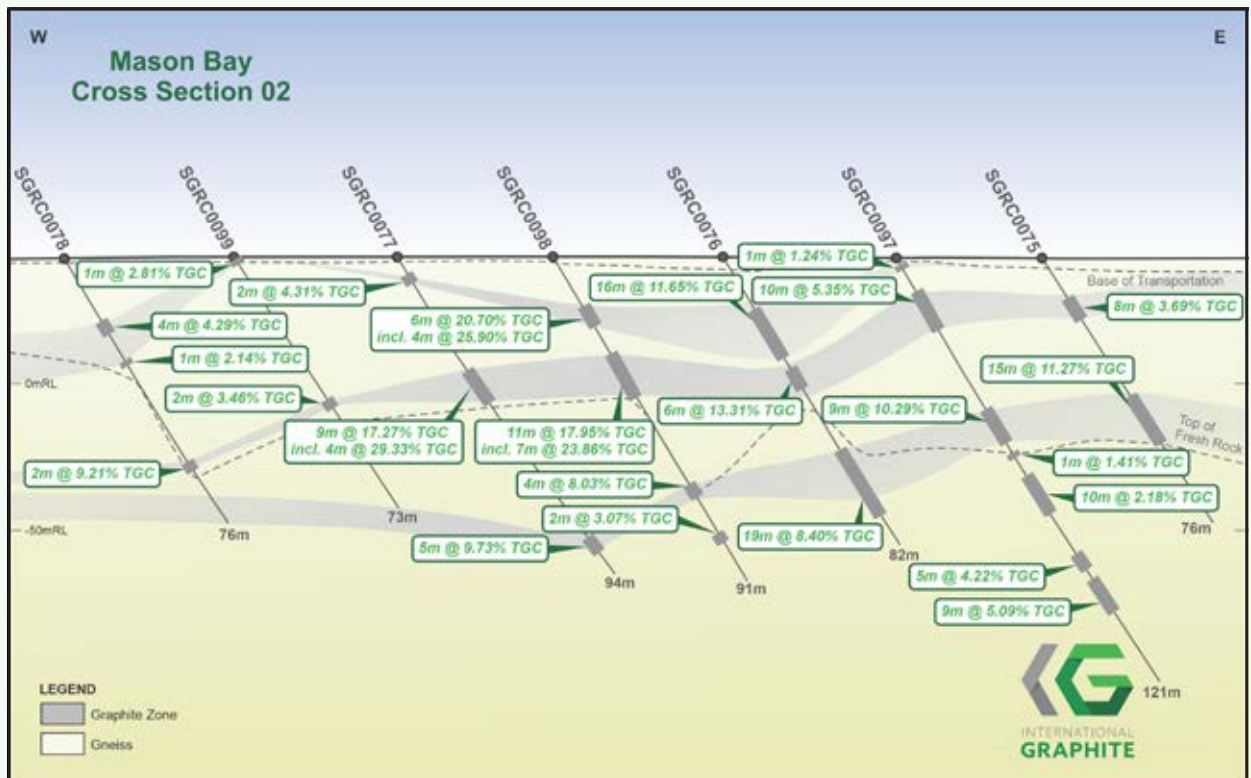 W
E
Mason Bay
Cross Section 02
SGRC0078
SGRC0099
SGRC0077
SGRC0098
SGRC0076
SGRC0097
SGRC0075
1m @ 2.81% TGC
1m @ 1.24% TGC
2m @ 4.31% TGC
16m @ 11.65% TGC
10m @ 5.35% TGC
Base of Transportation
8m @ 3.69% TGC
4m @ 4.29% TGC
6m @ 20.70% TGC
incl. 4m @ 25.90% TGC
1m @ 2.14% TGC
15m @ 11.27% TGC
0mRL
2m @ 3.46% TGC
6m @ 13.31% TGC
9m @ 10.29% TGC
9m @ 17.27% TGC
incl. 4m @ 29.33% TGC
11m @ 17.95% TGC
incl. 7m @ 23.86% TGC
Top of
Fresh Rock
1m @ 1.41% TGC
2m @ 9.21% TGC
4m @ 8.03% TGC
10m @ 2.18% TGC
-50mRL
76m
73m
2m @ 3.07% TGC
19m @ 8.40% TGC
76m
5m @ 9.73% TGC
94m
91m
82m
5m @ 4.22% TGC
9m @ 5.09% TGC
121m
LEGEND
Graphite Zone
Gneiss
INTERNATIONAL
GRAPHITE